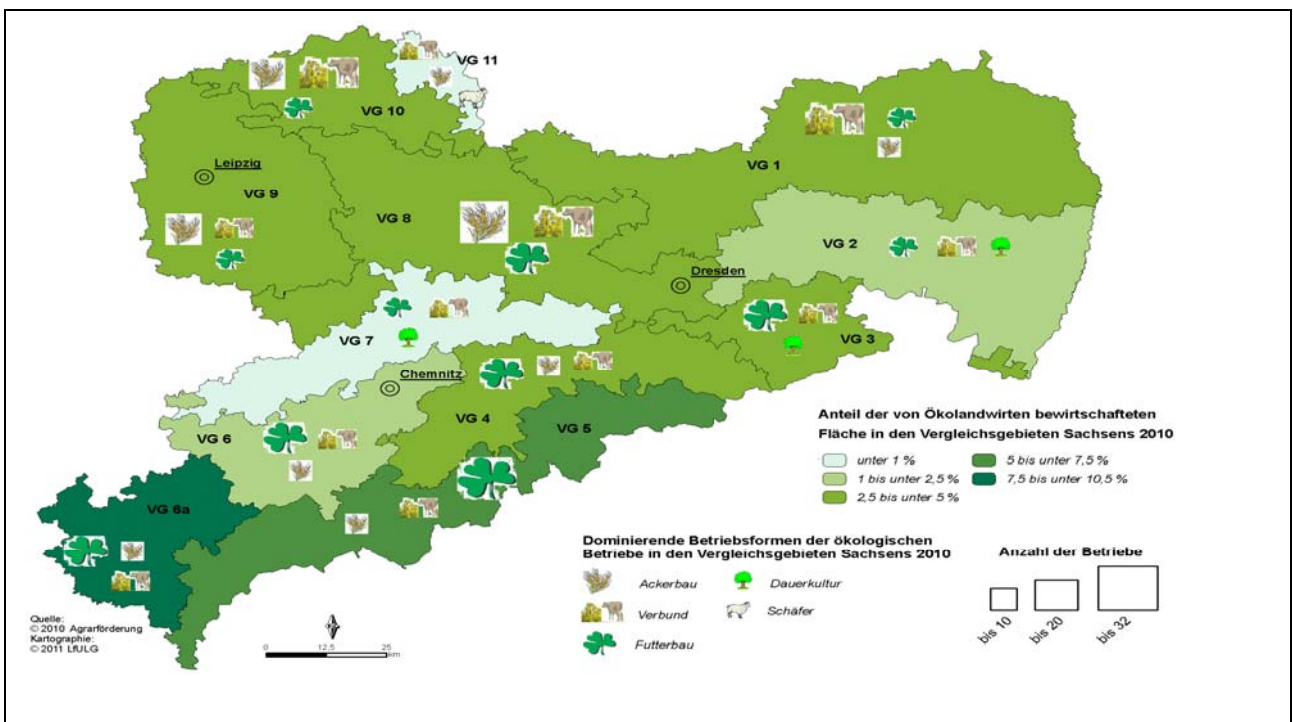 VG 11
VG 10
VG 1
Leipzig
VG 9
VG 8
VG 2
Dresden
VG 7
VG 3
Chemnitz
VG 4
VG 5
VG 6
VG 6a
Anteil der von Ökolandwirten bewirtschafteten
Fläche in den Vergleichsgebieten Sachsens 2010
unter 1 %
5 bis unter 7,5 %
1 bis unter 2,5 %
7,5 bis unter 10,5 %
2,5 bis unter 5 %
Dominierende Betriebsformen der ökologischen
Betriebe in den Vergleichsgebieten Sachsens 2010
Ackerbau
Dauerkultur
Verbund
Schäfer
Futterbau
Anzahl der Betriebe
bis 10
bis 20
bis 32
Quelle:
© 2010 Agrarförderung
Kartographie:
© 2011 LfULG
0
12,5
25
km